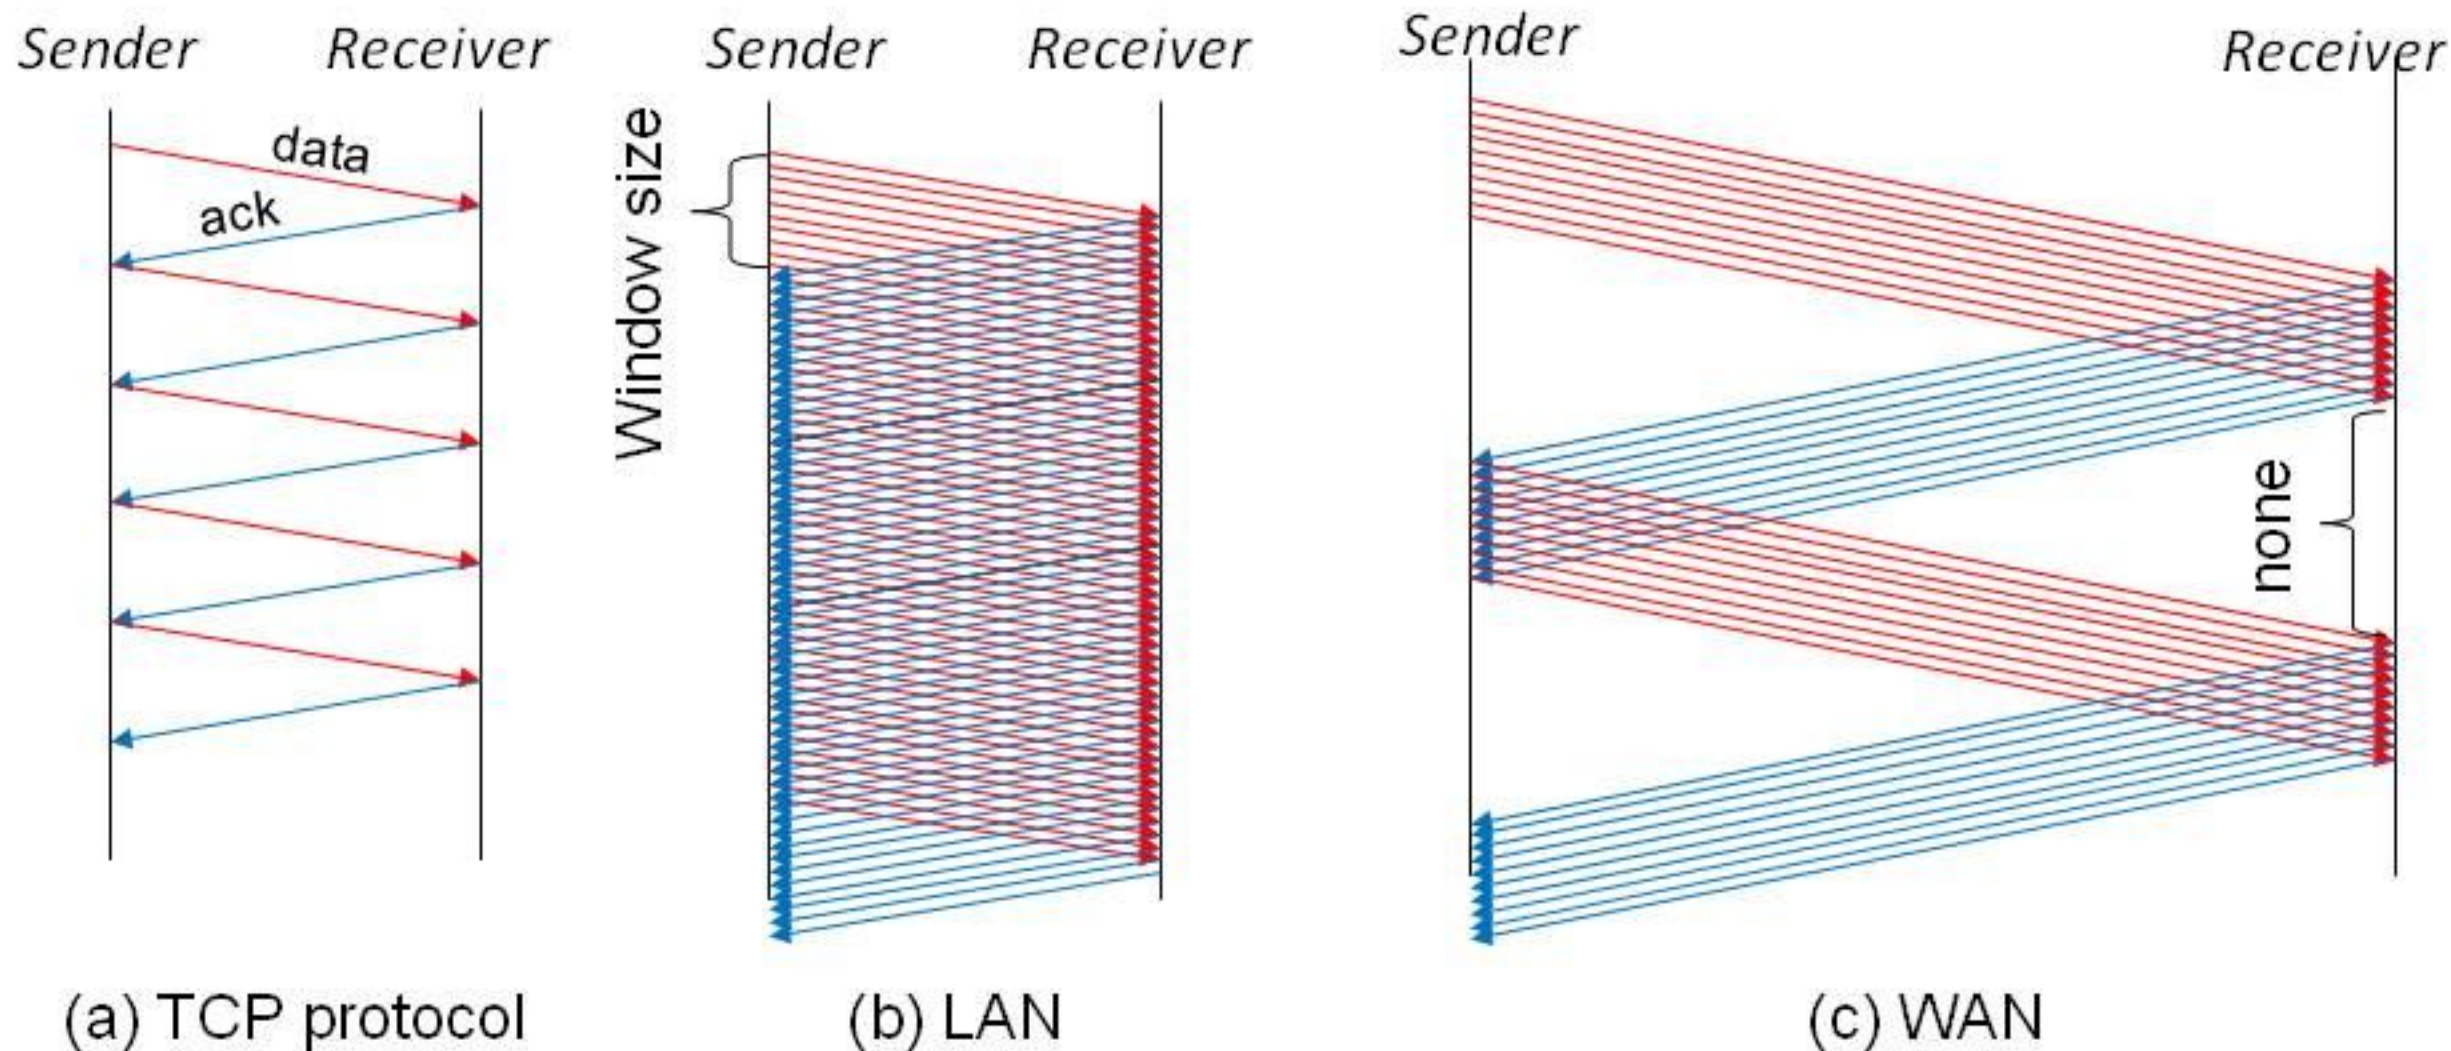 Sender
Receiver
data
ack
(a) TCP protocol
Sender
Receiver
Window size
(b) LAN
Sender
Receiver
none
(c) WAN